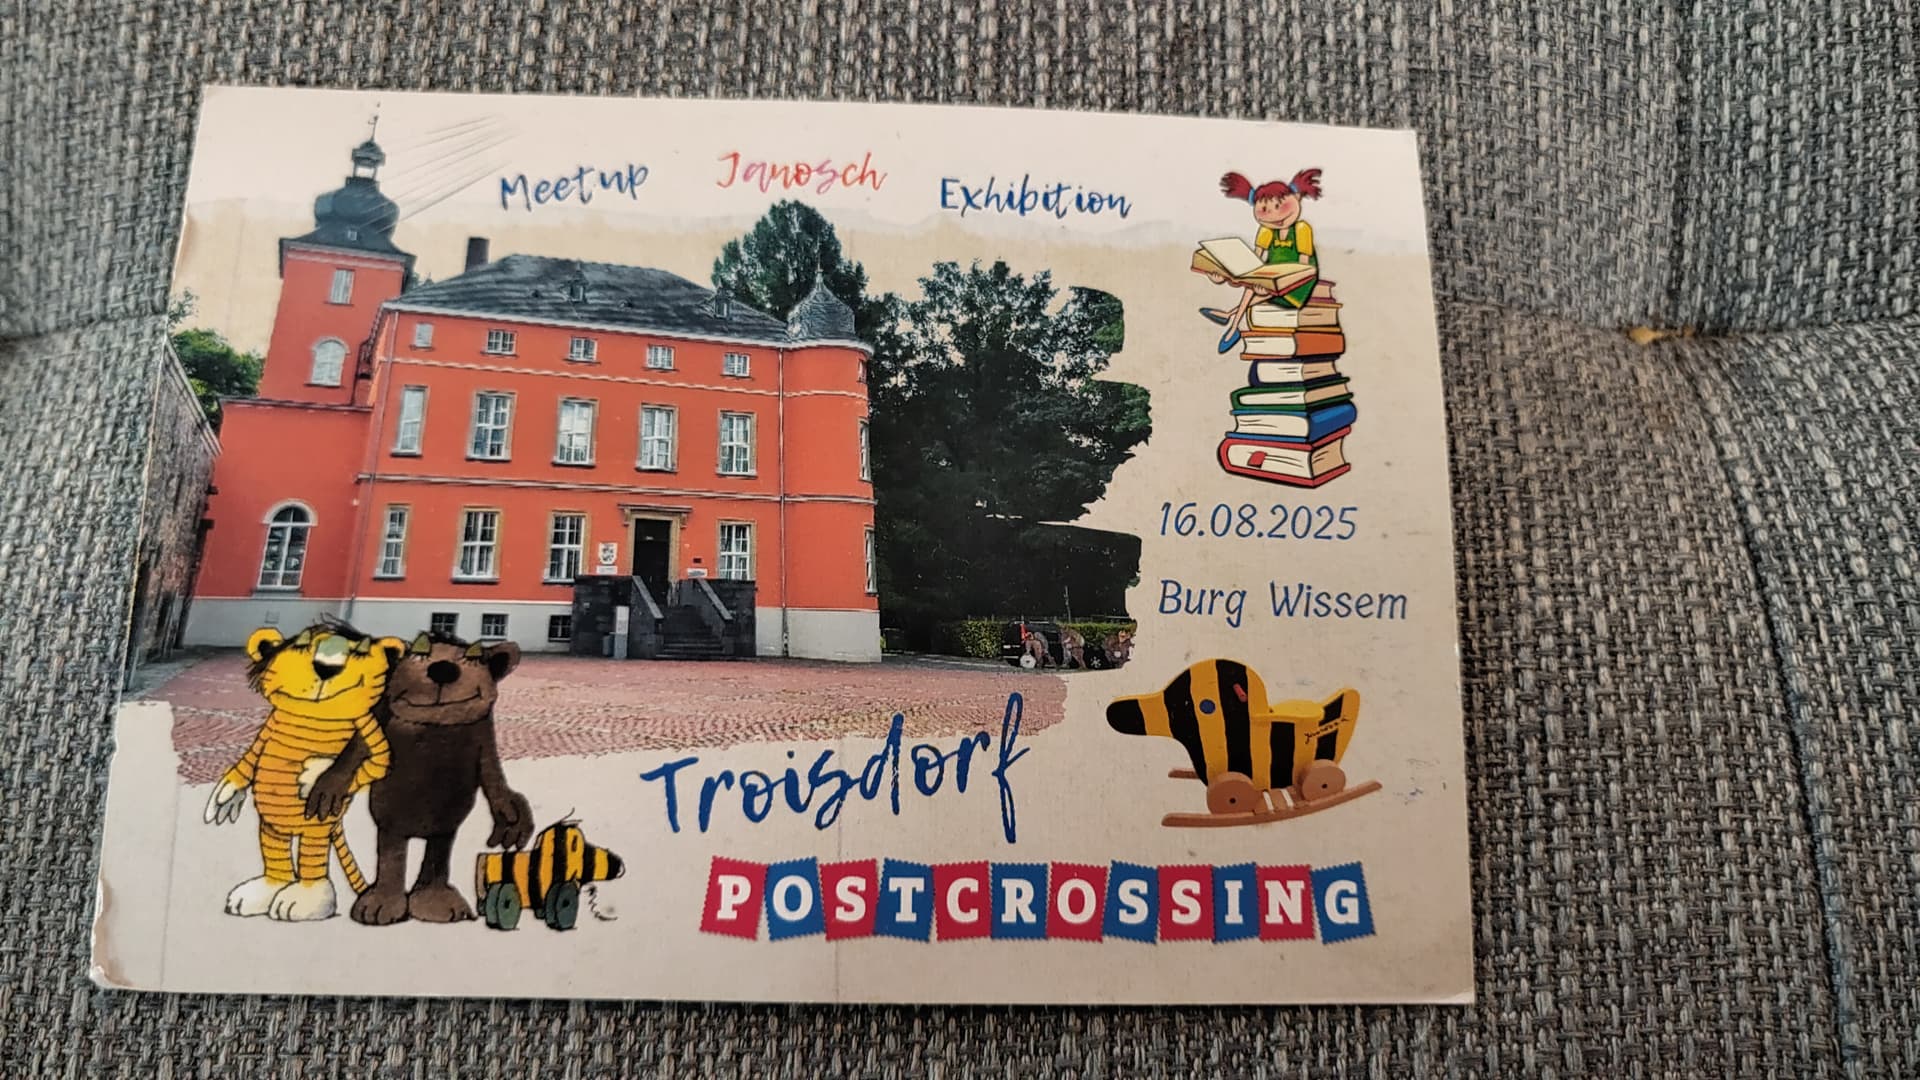 Meetup Janosch Exhibition
16.08.2025
Burg Wissem
Troisdorf
POSTCROSSING